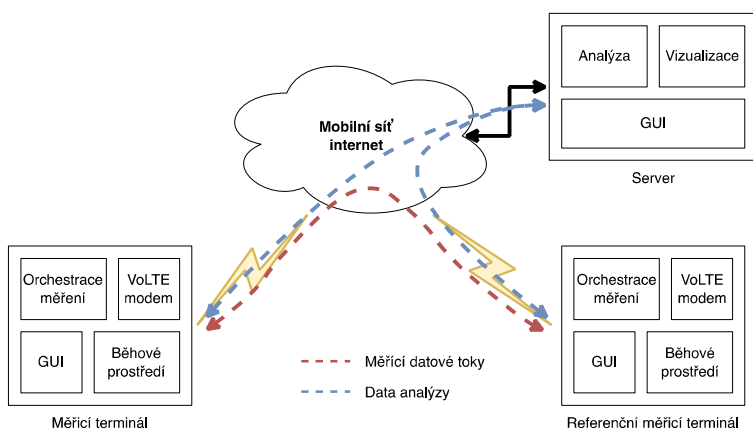 Analýza
Vizualizace
GUI
Server
Mobilní síť
internet
Orchestrace
měření
VoLTE
modem
GUI
Běhové
prostředí
Měřicí terminál
Orchestrace
měření
VoLTE
modem
GUI
Běhové
prostředí
Referenční měřicí terminál
Měřící datové toky
Data analýzy